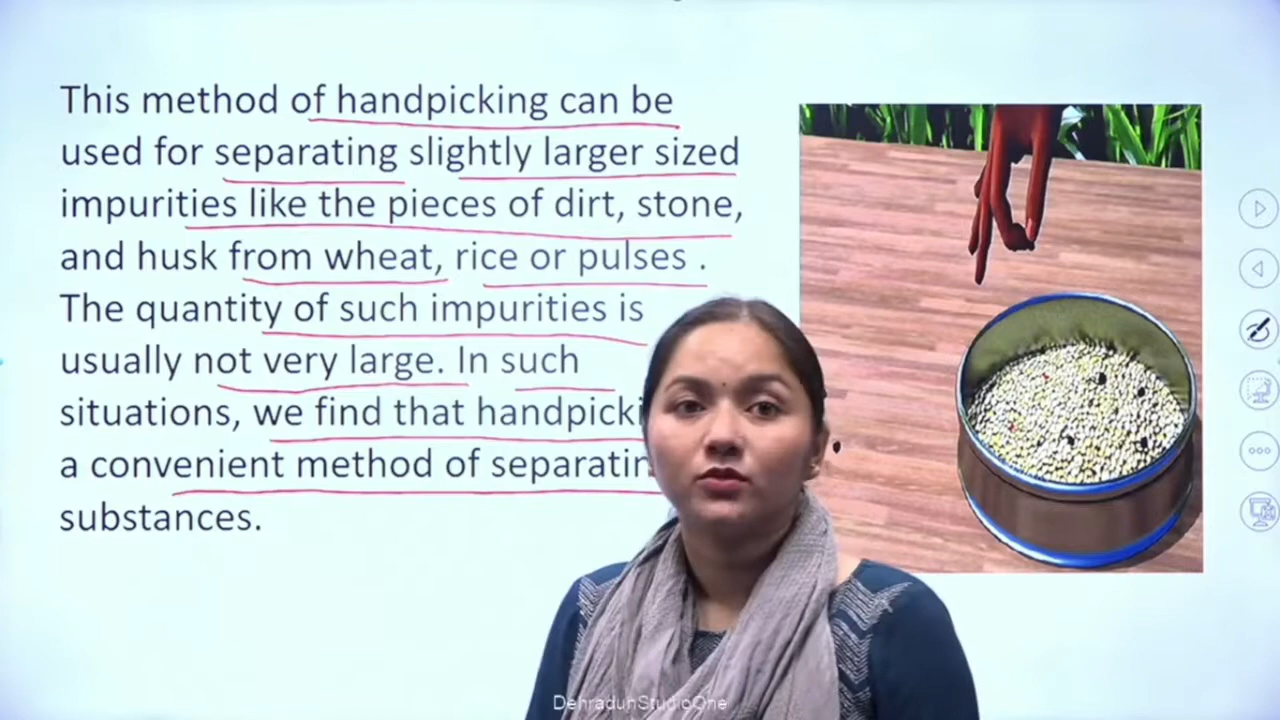 This method of handpicking can be
used for separating slightly larger sized
impurities like the pieces of dirt, stone,
and husk from wheat, rice or pulses .
The quantity of such impurities is
usually not very large. In such
situations, we find that handpicki
a convenient method of separatin
substances.
DehradunStudioOne